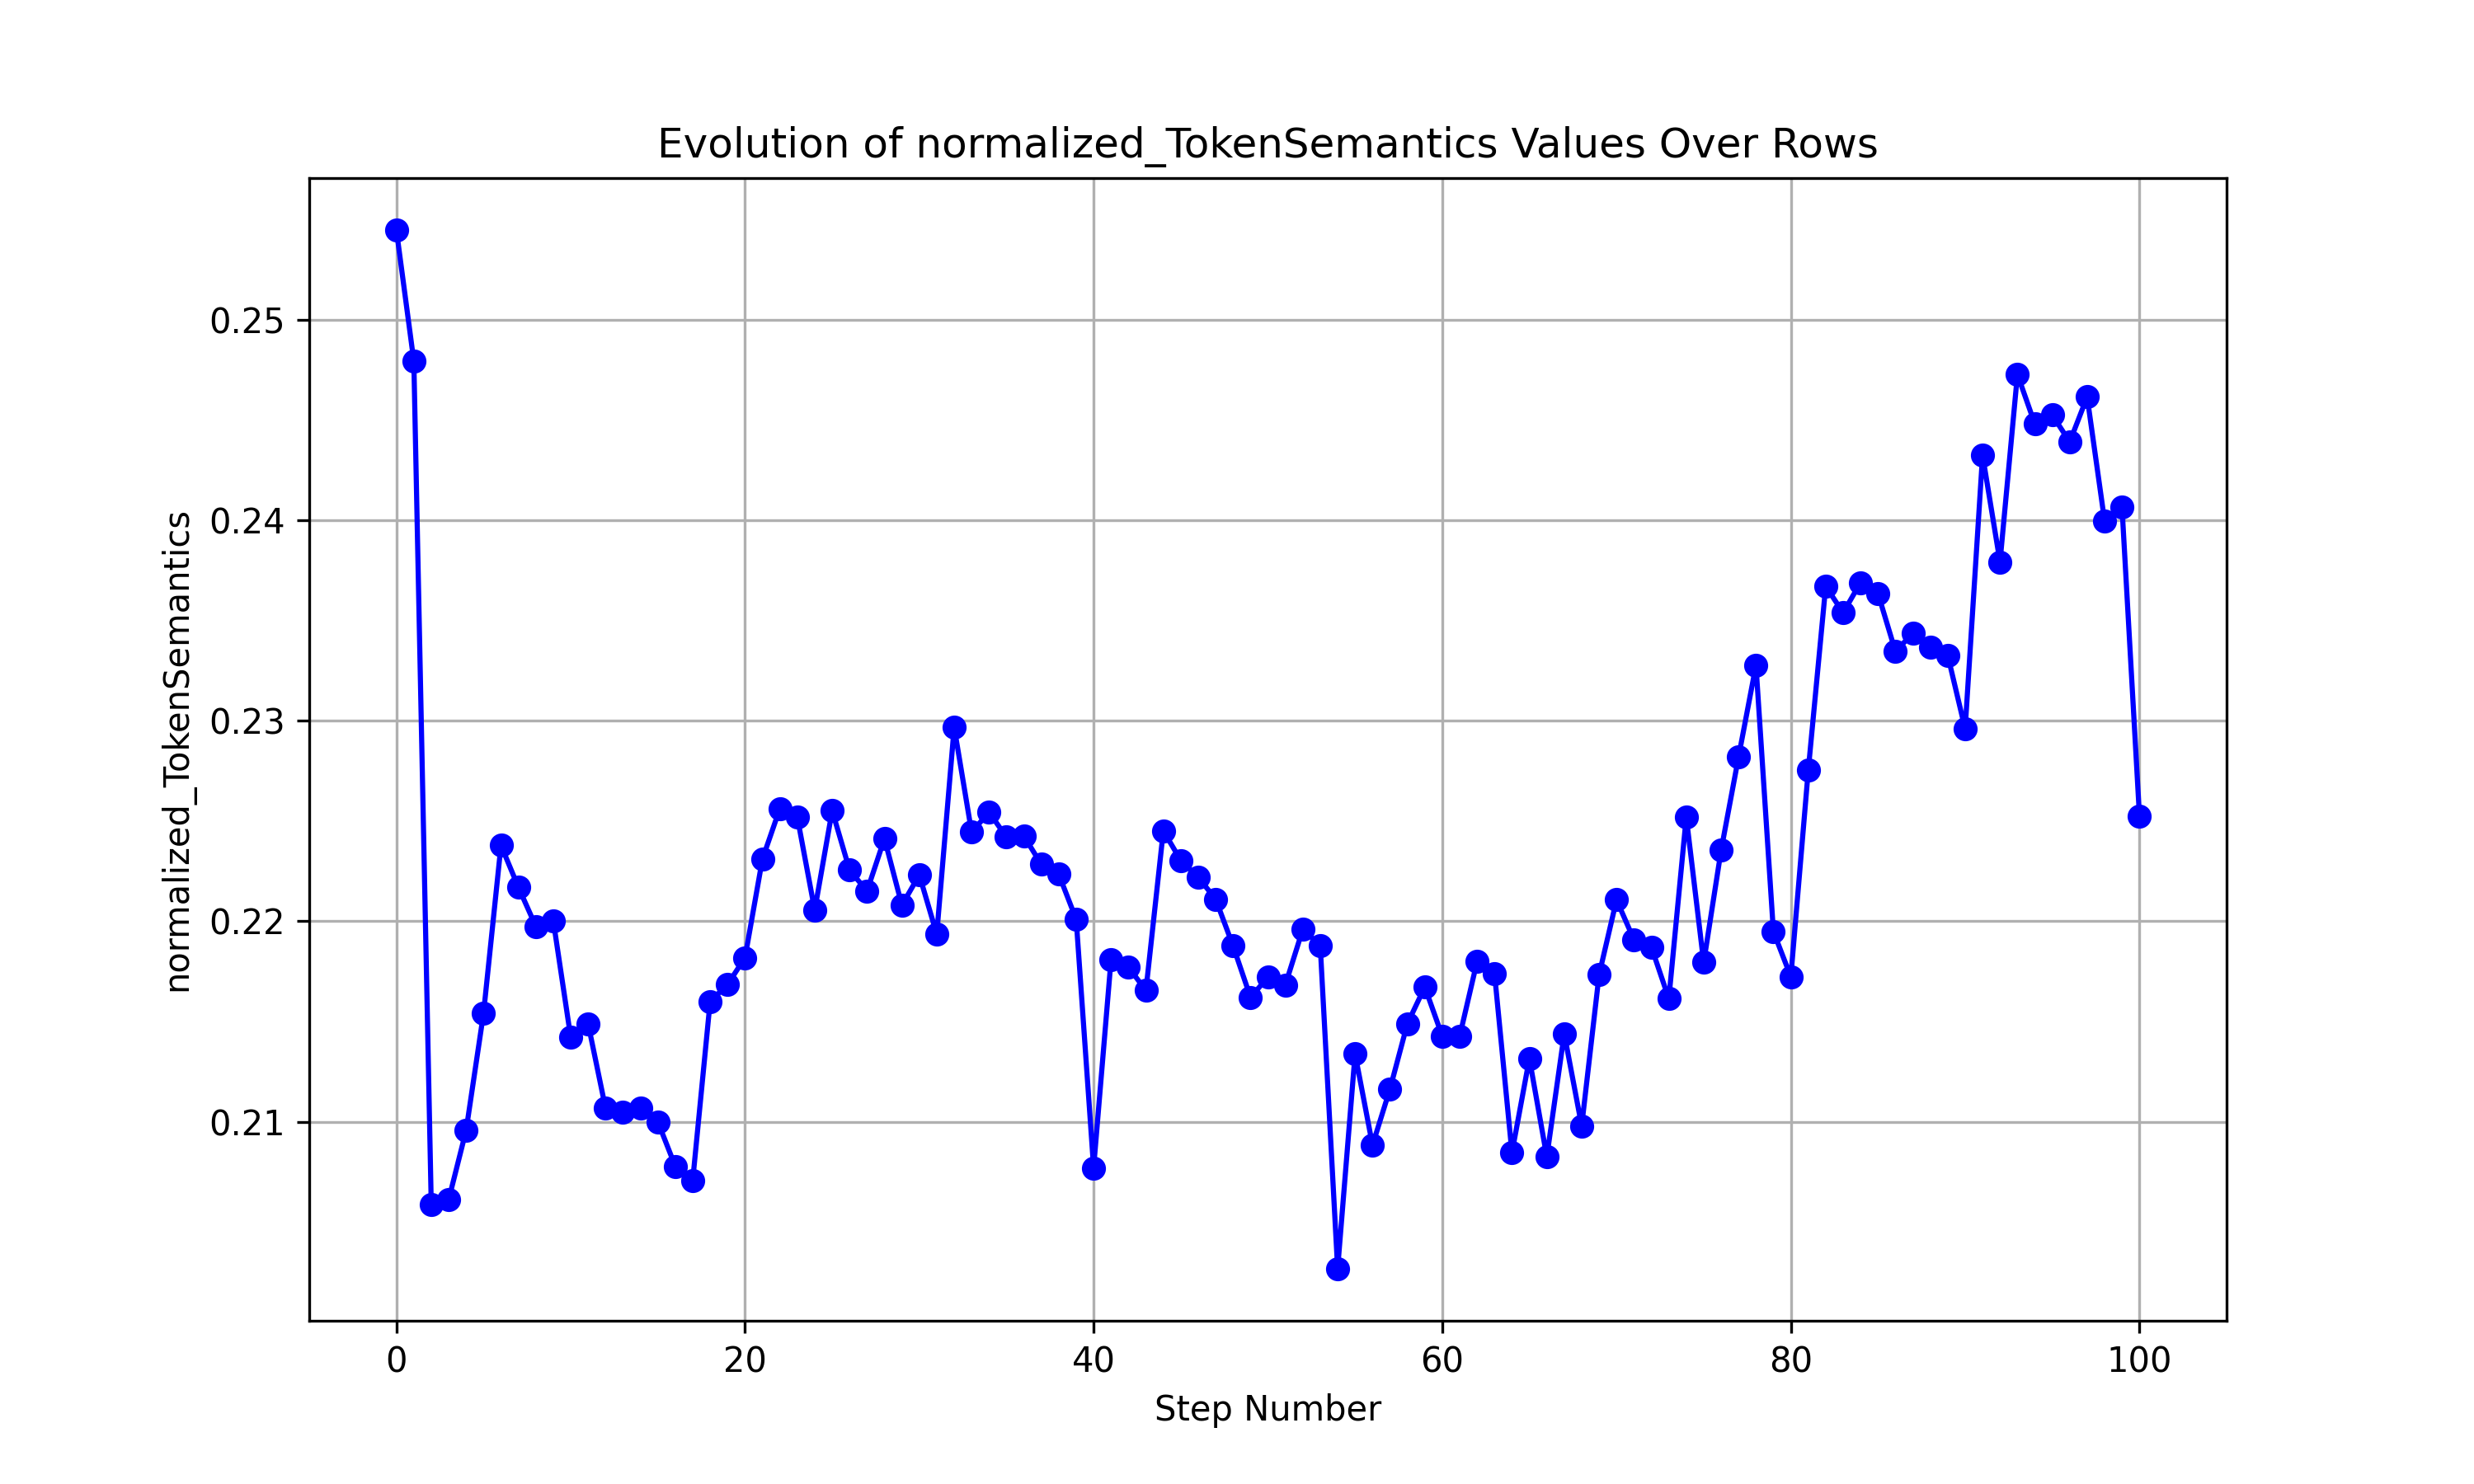 Evolution of normalized_TokenSemantics Values Over Rows
normalized_TokenSemantics
0.25
0.24
0.23
0.22
0.21
0 20 40 60 80 100
Step Number